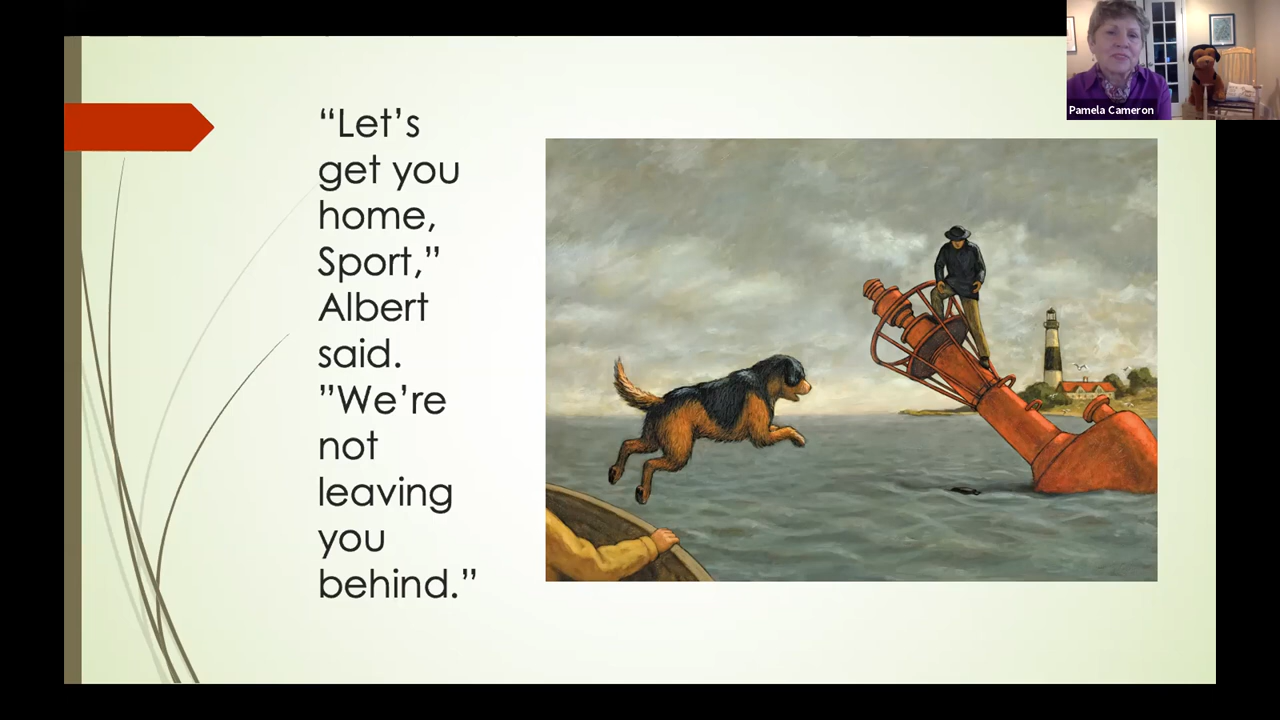 “Let’s
get you
home,
Sport,”
Albert
said.
”We’re
not
leaving
you
behind.”
Pamela Cameron